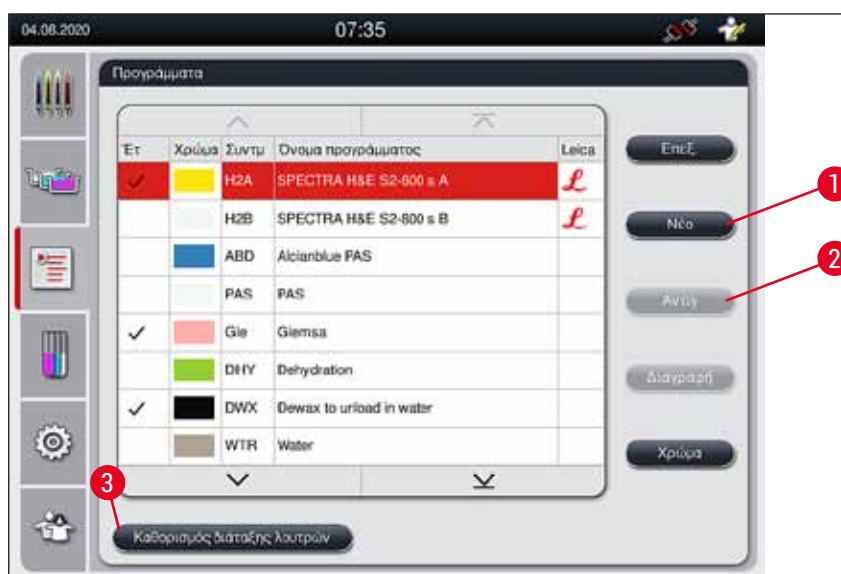 04.06.2020 07:35
Προγράμματα
Έτ Χρώμα Συντμ Όνομα προγράμματος Leica
H2A SPECTRA H&E S2-800 s A
H2B SPECTRA H&E S2-800 s B
ABD Alcianblue PAS
PAS PAS
Gie Giemsa
DHY Dehydration
DWX Dewax to unload in water
WTR Water
Επεξ.
Νέο
Αντιγ
Διαγραφή
Χρώμα
Καθορισμός διάταξης λουτρών
1
2
3